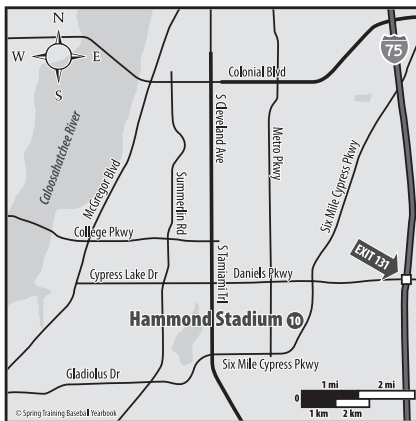 N
W E
S
75
Colonial Blvd
Caloosahatchee River
McGregor Blvd
Summerlin Rd
S Cleveland Ave
Metro Pkwy
Six Mile Cypress Pkwy
College Pkwy
S Tamiami Trl
EXIT 131
Cypress Lake Dr
Daniels Pkwy
Hammond Stadium 10
Gladiolus Dr
Six Mile Cypress Pkwy
1 mi 2 mi
0
1 km 2 km
© Spring Training Baseball Yearbook